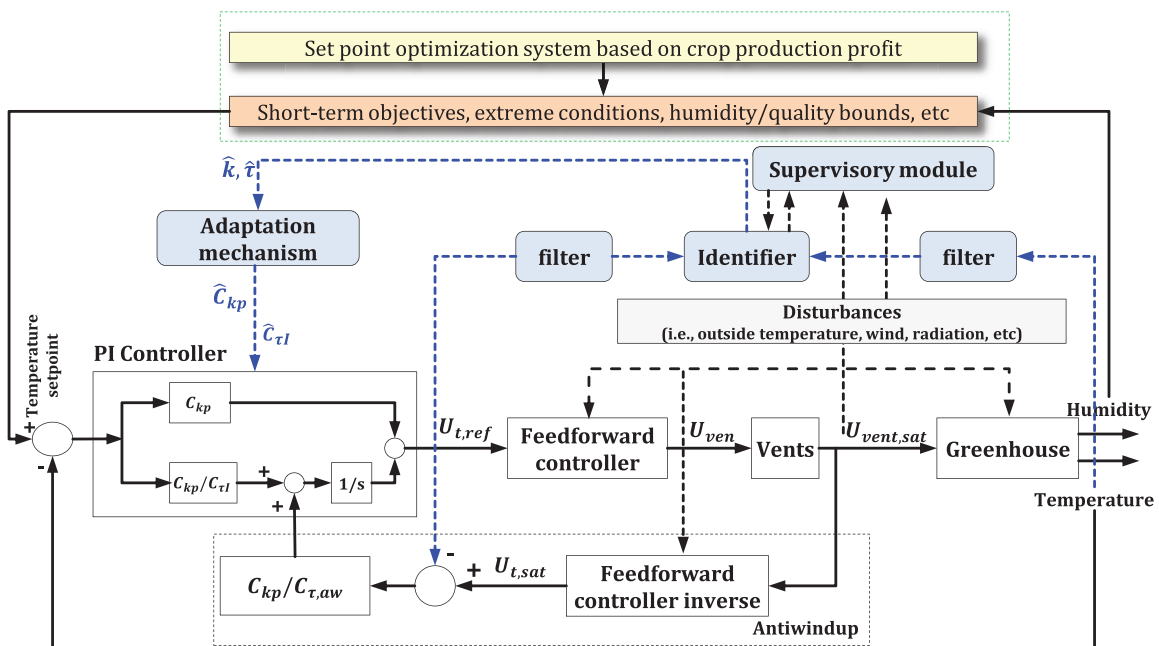 Set point optimization system based on crop production profit
Short-term objectives, extreme conditions, humidity/quality bounds, etc
Supervisory module
k̂, τ̂
Adaptation
mechanism
filter
Identifier
filter
Ĉkp
ĈτI
Disturbances
(i.e., outside temperature, wind, radiation, etc)
Temperature
setpoint
PI Controller
+
-
Ckp
Ckp/CτI
+
+
1/s
Ut,ref
Feedforward
controller
Uven
Vents
Uvent,sat
Greenhouse
Humidity
Temperature
Ckp/Cτ,aw
-
+
Ut,sat
Feedforward
controller inverse
Antiwindup